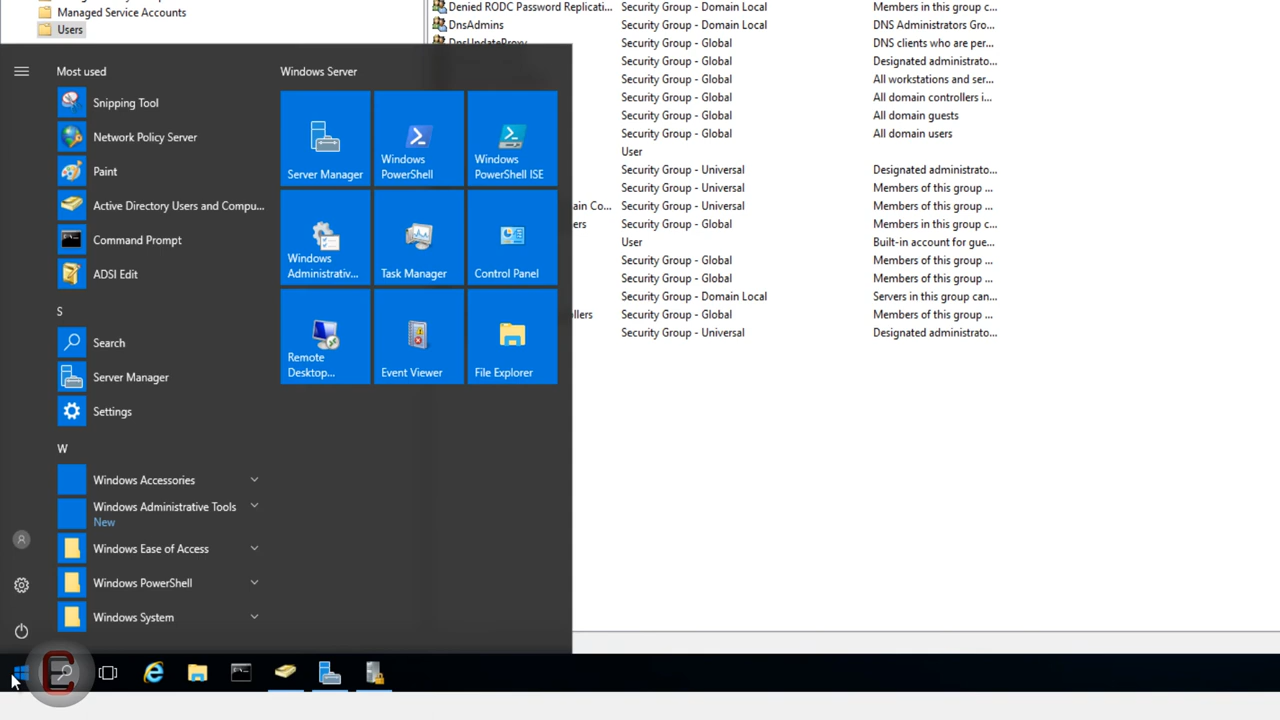 Managed Service Accounts
Users
Denied RODC Password Replicati... Security Group - Domain Local Members in this group c...
DnsAdmins Security Group - Domain Local DNS Administrators Gro...
DnsUpdateProxy Security Group - Global DNS clients who are per...
Security Group - Global Designated administrato...
Security Group - Global All workstations and ser...
Security Group - Global All domain controllers i...
Security Group - Global All domain guests
Security Group - Global All domain users
User
Security Group - Universal Designated administrato...
Security Group - Universal Members of this group ...
ain Co... Security Group - Universal Members of this group ...
ers Security Group - Global Members in this group c...
User Built-in account for gue...
Security Group - Global Members of this group ...
Security Group - Global Members of this group ...
Security Group - Domain Local Servers in this group can...
ollers Security Group - Global Members of this group ...
Security Group - Universal Designated administrato...
Most used
Snipping Tool
Network Policy Server
Paint
Active Directory Users and Compu...
Command Prompt
ADSI Edit
S
Search
Server Manager
Settings
W
Windows Accessories
Windows Administrative Tools
New
Windows Ease of Access
Windows PowerShell
Windows System
Windows Server
Server Manager
Windows
PowerShell
Windows
PowerShell ISE
Windows
Administrativ...
Task Manager
Control Panel
Remote
Desktop...
Event Viewer
File Explorer